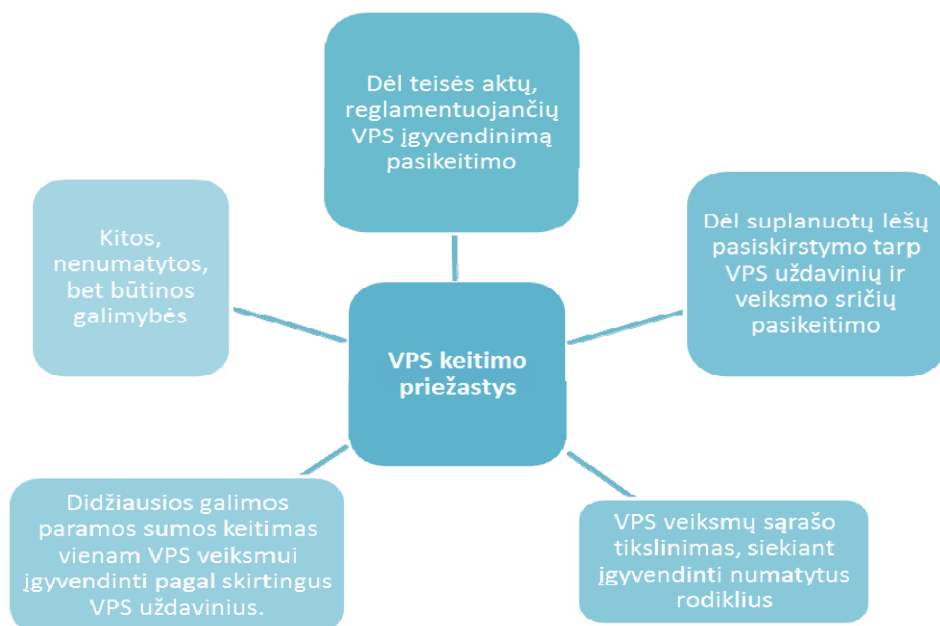 Dėl teisės aktų,
reglamentuojančių
VPS įgyvendinimą
pasikeitimo
Kitos,
nenumatytos,
bet būtinos
galimybės
Dėl suplanuotų lėšų
pasiskirstymo tarp
VPS uždavinių ir
veiksmo sričių
pasikeitimo
VPS keitimo
priežastys
Didžiausios galimos
paramos sumos keitimas
vienam VPS veiksmui
įgyvendinti pagal skirtingus
VPS uždavinius.
VPS veiksmų sąrašo
tikslinimas, siekiant
įgyvendinti numatytus
rodiklius